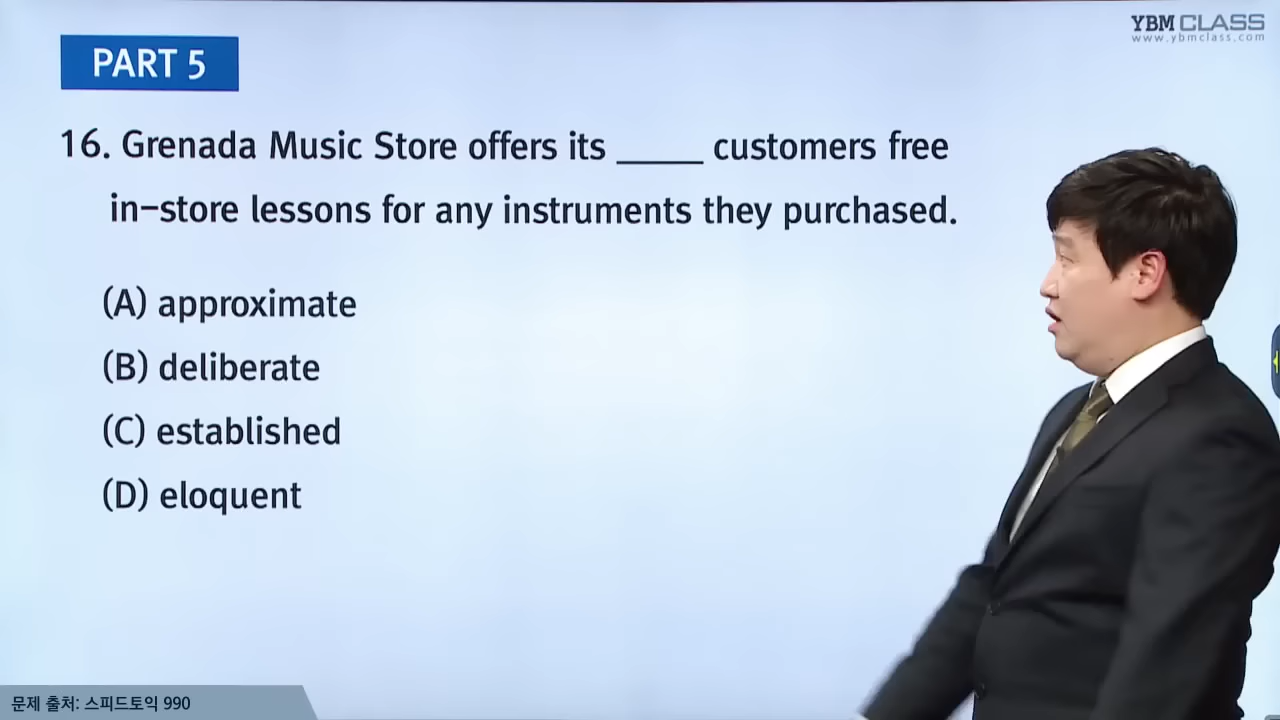 YBM CLASS
www.ybmclass.com
PART 5
16. Grenada Music Store offers its _____ customers free
in-store lessons for any instruments they purchased.
(A) approximate
(B) deliberate
(C) established
(D) eloquent
문제 출처: 스피드토익 990